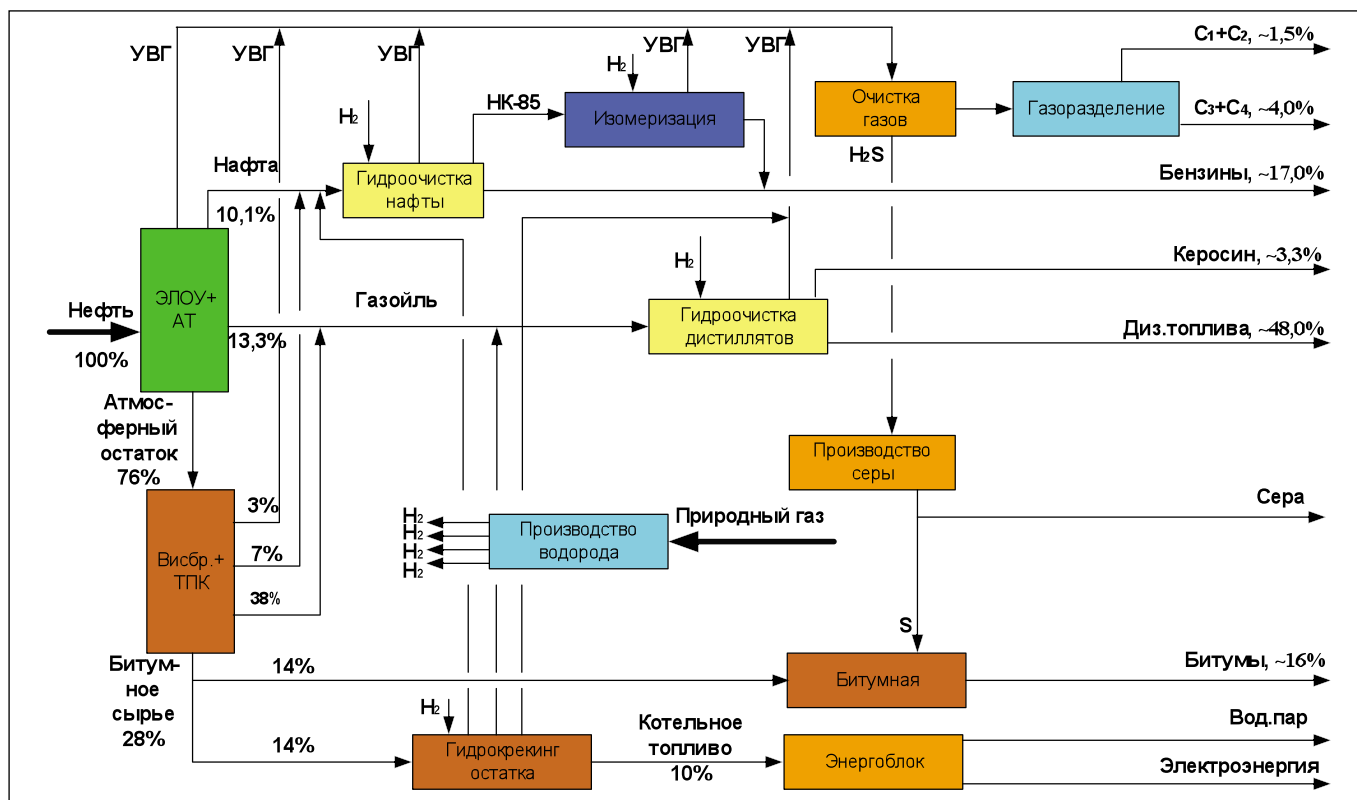 УВГ
УВГ
УВГ
УВГ
УВГ
C₁+C₂, ~1,5%
H₂
НК-85
Изомеризация
Очистка
газов
Газоразделение
C₃+C₄, ~4,0%
H₂
H₂S
Нафта
Гидроочистка
нафты
Бензины, ~17,0%
10,1%
ЭЛОУ+
АТ
H₂
Керосин, ~3,3%
Нефть
100%
Газойль
13,3%
Гидроочистка
дистиллятов
Диз.топлива, ~48,0%
Атмос-
ферный
остаток
76%
Производство
серы
Висбр.+
ТПК
3%
7%
38%
H₂
H₂
H₂
H₂
Производство
водорода
Природный газ
Сера
S
Битум-
ное
сырье
28%
14%
Битумная
Битумы, ~16%
14%
H₂
Гидрокрекинг
остатка
Котельное
топливо
10%
Энергоблок
Вод.пар
Электроэнергия